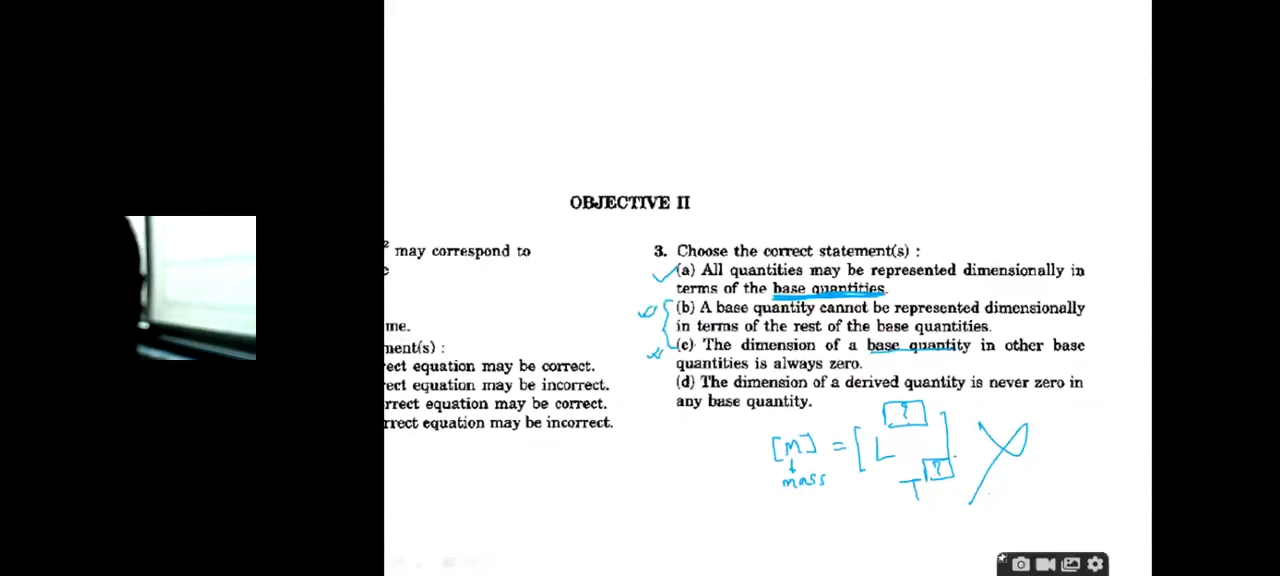 OBJECTIVE II
2 may correspond to
me.
ment(s) :
ect equation may be correct.
ect equation may be incorrect.
rrect equation may be correct.
rrect equation may be incorrect.
3. Choose the correct statement(s) :
(a) All quantities may be represented dimensionally in
terms of the base quantities.
(b) A base quantity cannot be represented dimensionally
in terms of the rest of the base quantities.
(c) The dimension of a base quantity in other base
quantities is always zero.
(d) The dimension of a derived quantity is never zero in
any base quantity.
[M] = [L ? T ?]
mass